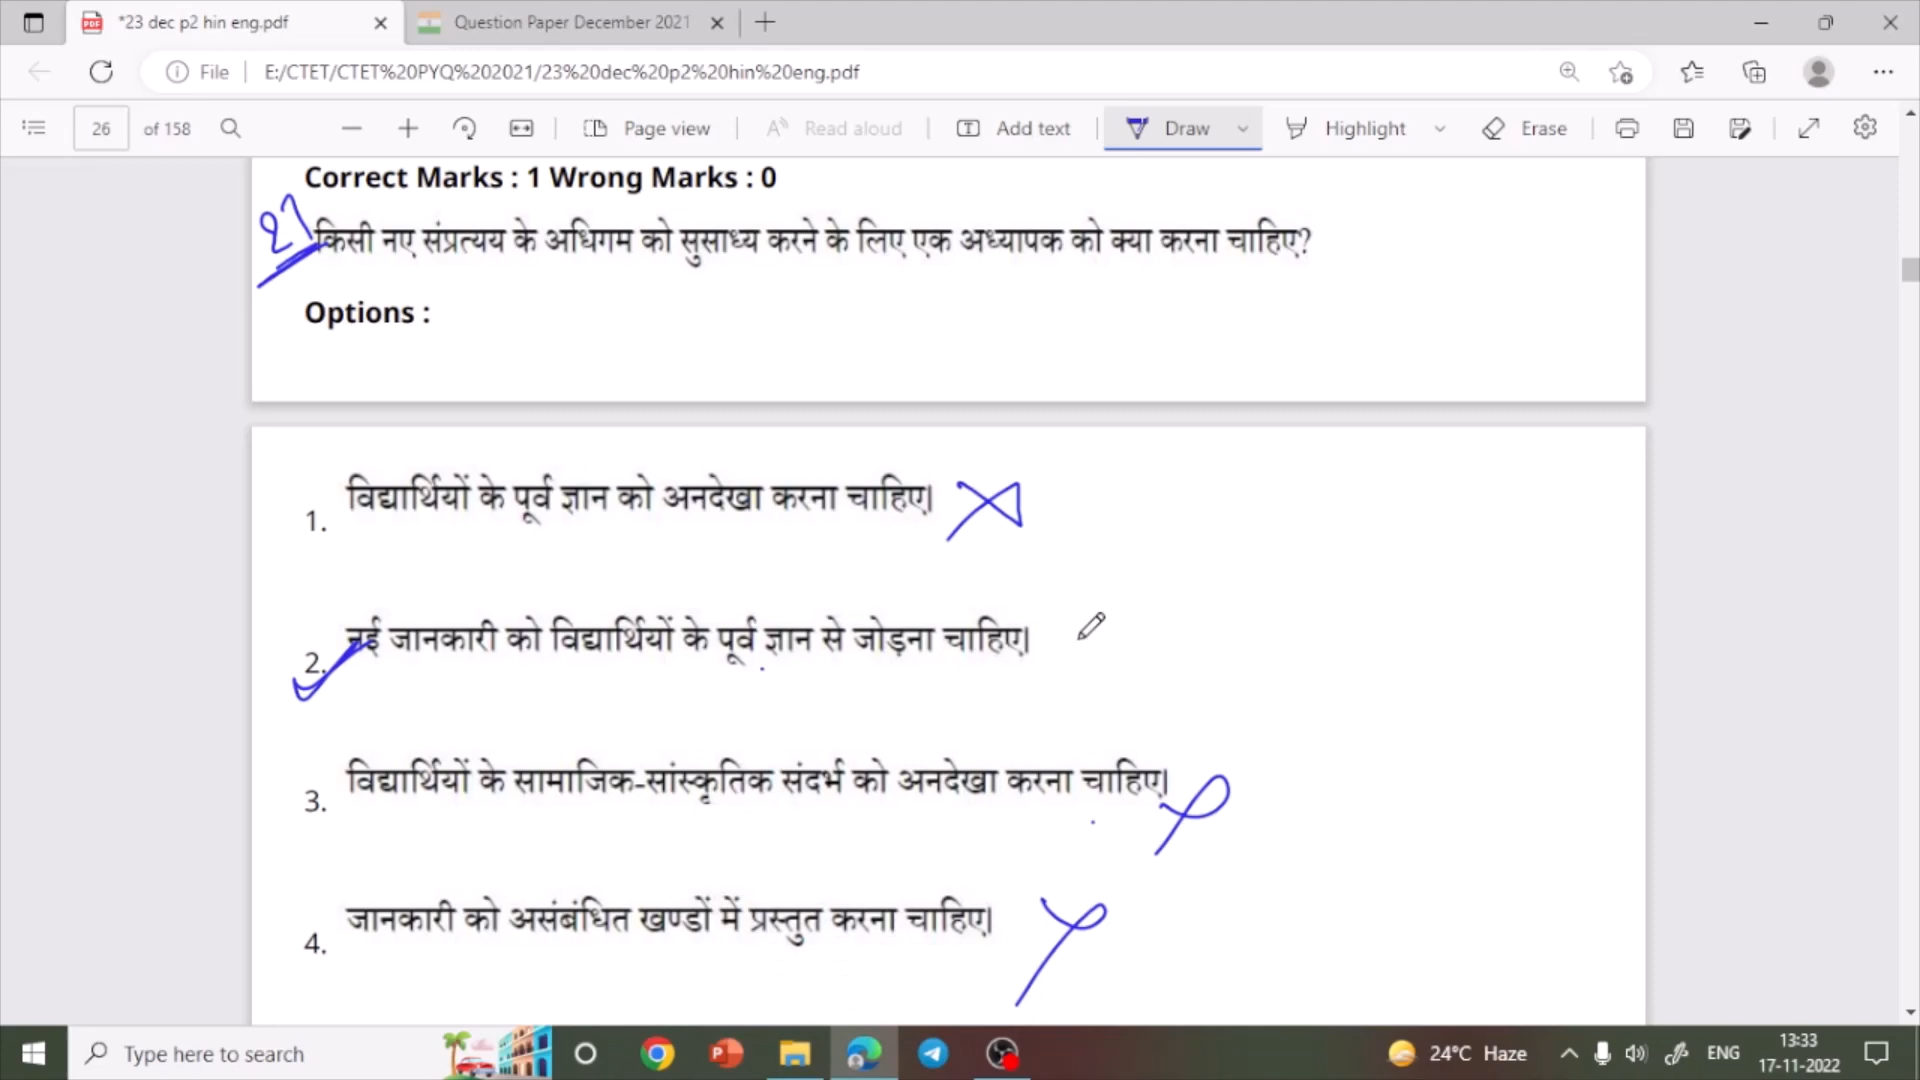 *23 dec p2 hin eng.pdf
Question Paper December 2021
File
E:/CTET/CTET%20PYQ%202021/23%20dec%20p2%20hin%20eng.pdf
26 of 158
Page view
Read aloud
Add text
Draw
Highlight
Erase
Correct Marks : 1 Wrong Marks : 0
27 किसी नए संप्रत्यय के अधिगम को सुसाध्य करने के लिए एक अध्यापक को क्या करना चाहिए?
Options :
1. विद्यार्थियों के पूर्व ज्ञान को अनदेखा करना चाहिए।
2. नई जानकारी को विद्यार्थियों के पूर्व ज्ञान से जोड़ना चाहिए।
3. विद्यार्थियों के सामाजिक-सांस्कृतिक संदर्भ को अनदेखा करना चाहिए।
4. जानकारी को असंबंधित खण्डों में प्रस्तुत करना चाहिए।
Type here to search
24°C Haze
ENG
13:33
17-11-2022